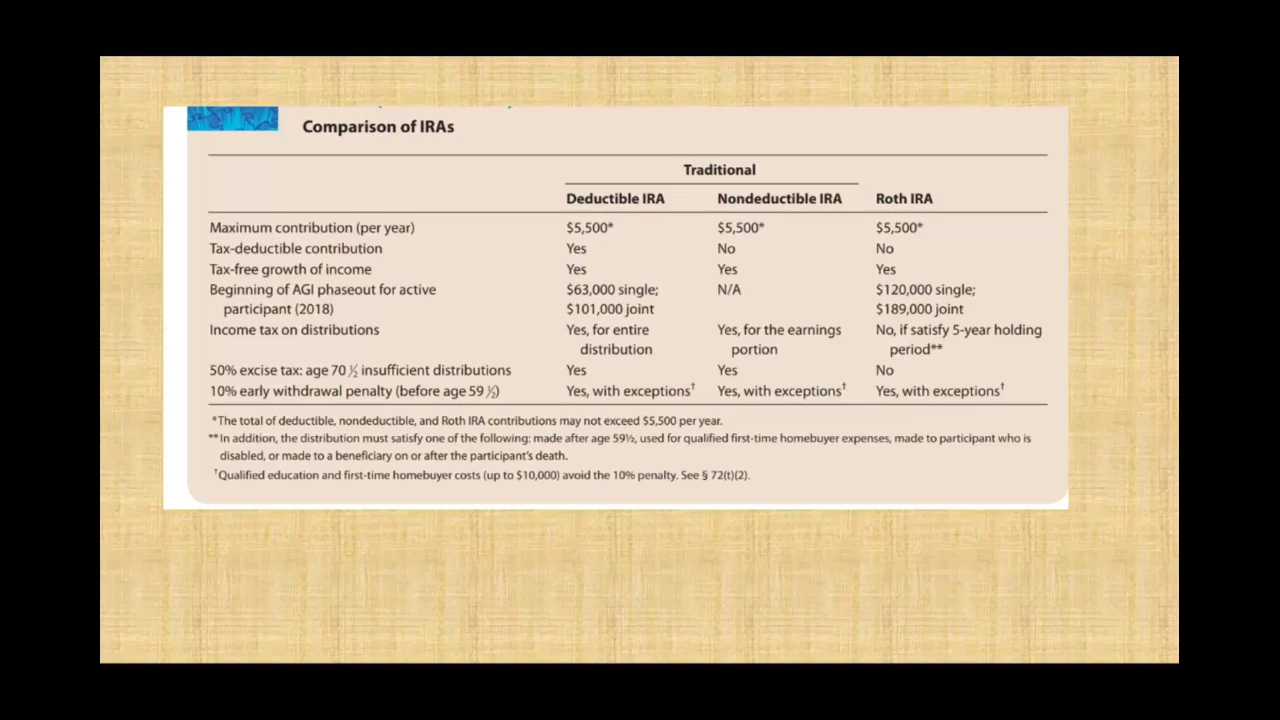 Comparison of IRAs
Traditional
Deductible IRA Nondeductible IRA Roth IRA
Maximum contribution (per year) $5,500* $5,500* $5,500*
Tax-deductible contribution Yes No No
Tax-free growth of income Yes Yes Yes
Beginning of AGI phaseout for active $63,000 single; N/A $120,000 single;
participant (2018) $101,000 joint $189,000 joint
Income tax on distributions Yes, for entire Yes, for the earnings No, if satisfy 5-year holding
distribution portion period**
50% excise tax: age 70 ½ insufficient distributions Yes Yes No
10% early withdrawal penalty (before age 59 ½) Yes, with exceptions† Yes, with exceptions† Yes, with exceptions†
*The total of deductible, nondeductible, and Roth IRA contributions may not exceed $5,500 per year.
**In addition, the distribution must satisfy one of the following: made after age 59½, used for qualified first-time homebuyer expenses, made to participant who is
disabled, or made to a beneficiary on or after the participant's death.
†Qualified education and first-time homebuyer costs (up to $10,000) avoid the 10% penalty. See § 72(t)(2).